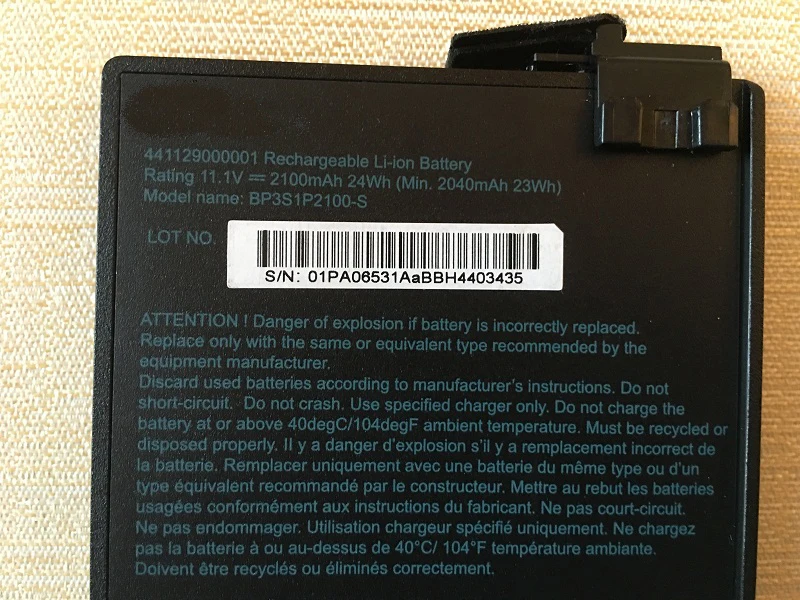 441129000001 Rechargeable Li-ion Battery
Rating 11.1V ⎓ 2100mAh 24Wh (Min. 2040mAh 23Wh)
Model name: BP3S1P2100-S
LOT NO.
S/N: 01PA06531AaBBH4403435
ATTENTION ! Danger of explosion if battery is incorrectly replaced.
Replace only with the same or equivalent type recommended by the
equipment manufacturer.
Discard used batteries according to manufacturer's instructions. Do not
short-circuit. Do not crash. Use specified charger only. Do not charge the
battery at or above 40degC/104degF ambient temperature. Must be recycled or
disposed properly. Il y a danger d'explosion s'il y a remplacement incorrect de
la batterie. Remplacer uniquement avec une batterie du même type ou d'un
type équivalent recommandé par le constructeur. Mettre au rebut les batteries
usagées conformément aux instructions du fabricant. Ne pas court-circuit.
Ne pas endommager. Utilisation chargeur spécifié uniquement. Ne chargez
pas la batterie à ou au-dessus de 40°C/ 104°F température ambiante.
Doivent être recyclés ou éliminés correctement.